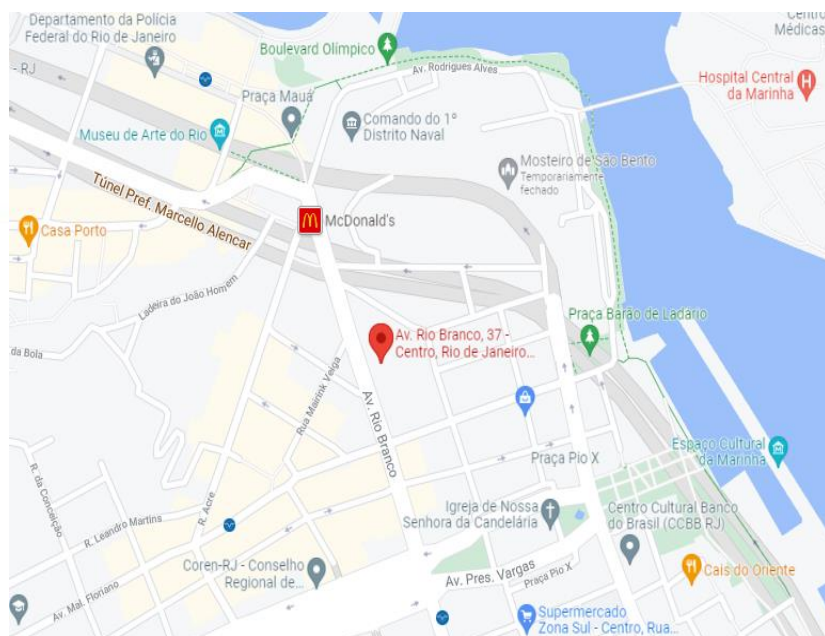 Departamento da Polícia
Federal do Rio de Janeiro
Centro
Médicas
Boulevard Olímpico
- RJ
Av. Rodrigues Alves
Hospital Central
da Marinha
Praça Mauá
Comando do 1º
Distrito Naval
Museu de Arte do Rio
Mosteiro de São Bento
Temporariamente
fechado
Túnel Pref. Marcello Alencar
McDonald's
Casa Porto
Ladeira do João Homem
Praça Barão de Ladário
Av. Rio Branco, 37 -
Centro, Rio de Janeiro...
da Bola
Rua Mairink Veiga
Av. Rio Branco
Espaço Cultural
da Marinha
Praça Pio X
R. da Conceição
R. Acre
Igreja de Nossa
Senhora da Candelária
Centro Cultural Banco
do Brasil (CCBB RJ)
R. Leandro Martins
Coren-RJ - Conselho
Regional de...
Av. Pres. Vargas
Praça Pio X
Cais do Oriente
Av. Mal. Floriano
Supermercado
Zona Sul - Centro, Rua...